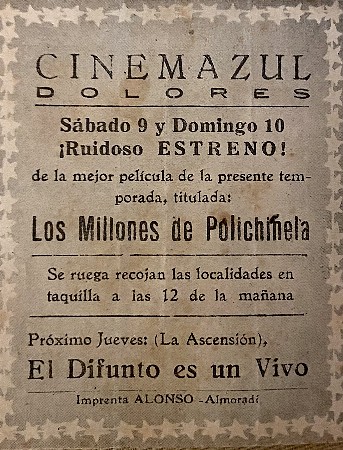 CINEMAZUL
DOLORES
Sábado 9 y Domingo 10
¡Ruidoso ESTRENO!
de la mejor película de la presente tem-
porada, titulada:
Los Millones de Polichinela
Se ruega recojan las localidades en
taquilla a las 12 de la mañana
Próximo Jueves: (La Ascensión),
El Difunto es un Vivo
Imprenta ALONSO -Almoradí